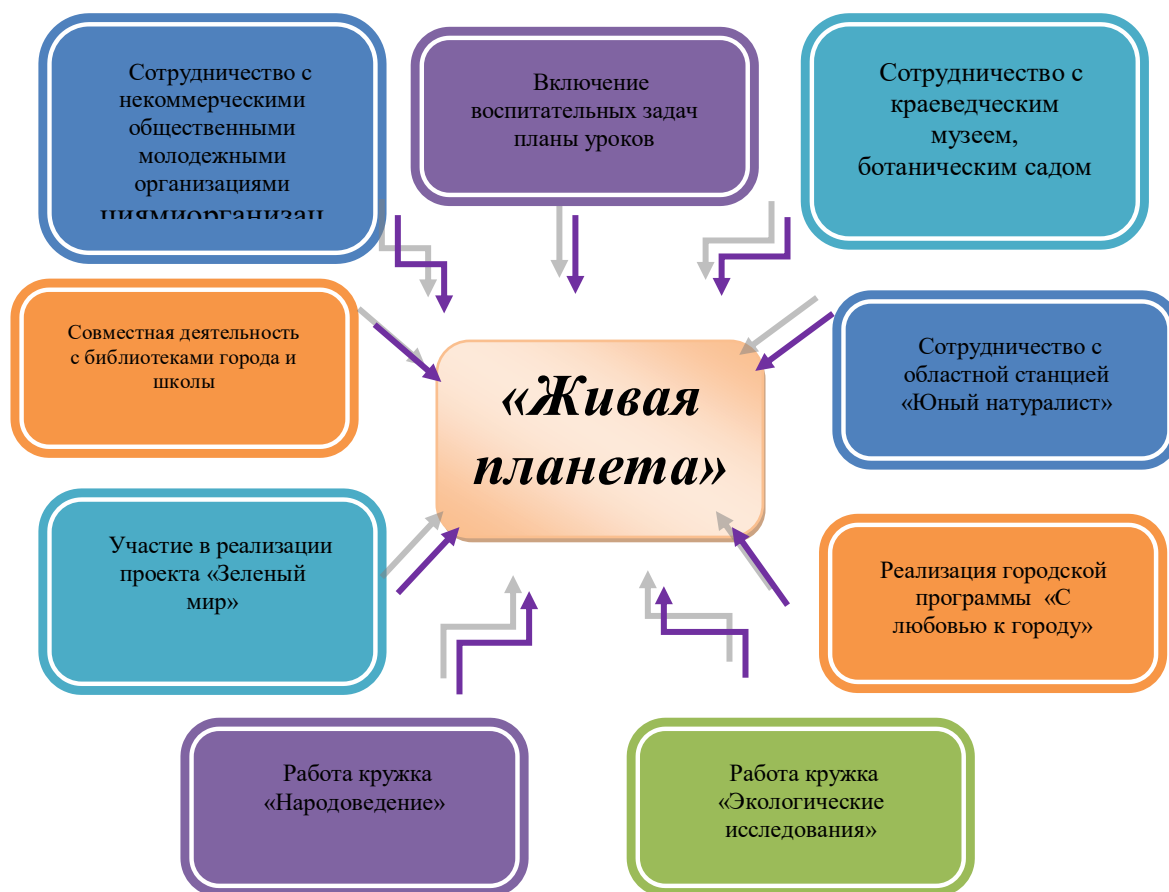 Сотрудничество с
некоммерческими
общественными
молодежными
организациями
циямиорганизац
Включение
воспитательных задач
планы уроков
Сотрудничество с
краеведческим
музеем,
ботаническим садом
Совместная деятельность
с библиотеками города и
школы
«Живая
планета»
Сотрудничество с
областной станцией
«Юный натуралист»
Участие в реализации
проекта «Зеленый
мир»
Реализация городской
программы «С
любовью к городу»
Работа кружка
«Народоведение»
Работа кружка
«Экологические
исследования»